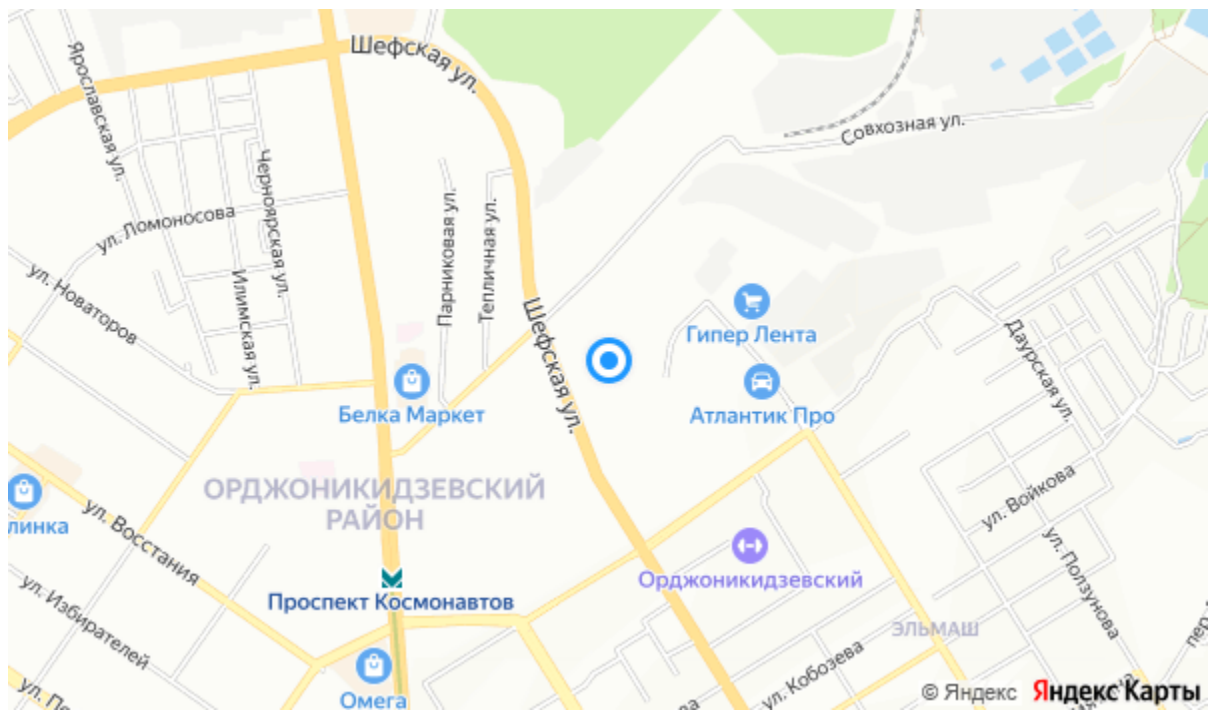 Шефская ул.
Ярославская ул.
Совхозная ул.
Черноярская ул.
ул. Ломоносова
Парниковая ул.
Тепличная ул.
ул. Новаторов
Илимская ул.
Шефская ул.
Гипер Лента
Даурская ул.
Белка Маркет
Атлантик Про
ОРДЖОНИКИДЗЕВСКИЙ
РАЙОН
линка
ул. Восстания
ул. Войкова
Орджоникидзевский
ул. Ползунова
Проспект Космонавтов
ул. Избирателей
ЭЛЬМАШ
пер.
ул. Кобозева
Омега
© Яндекс Яндекс Карты